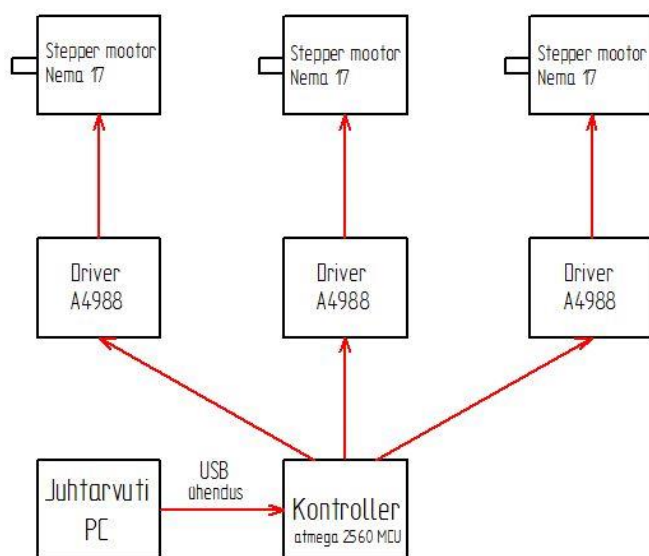 Stepper mootor
Nema 17
Stepper mootor
Nema 17
Stepper mootor
Nema 17
Driver
A4988
Driver
A4988
Driver
A4988
Juhtarvuti
PC
USB
ühendus
Kontroller
atmega 2560 MCU